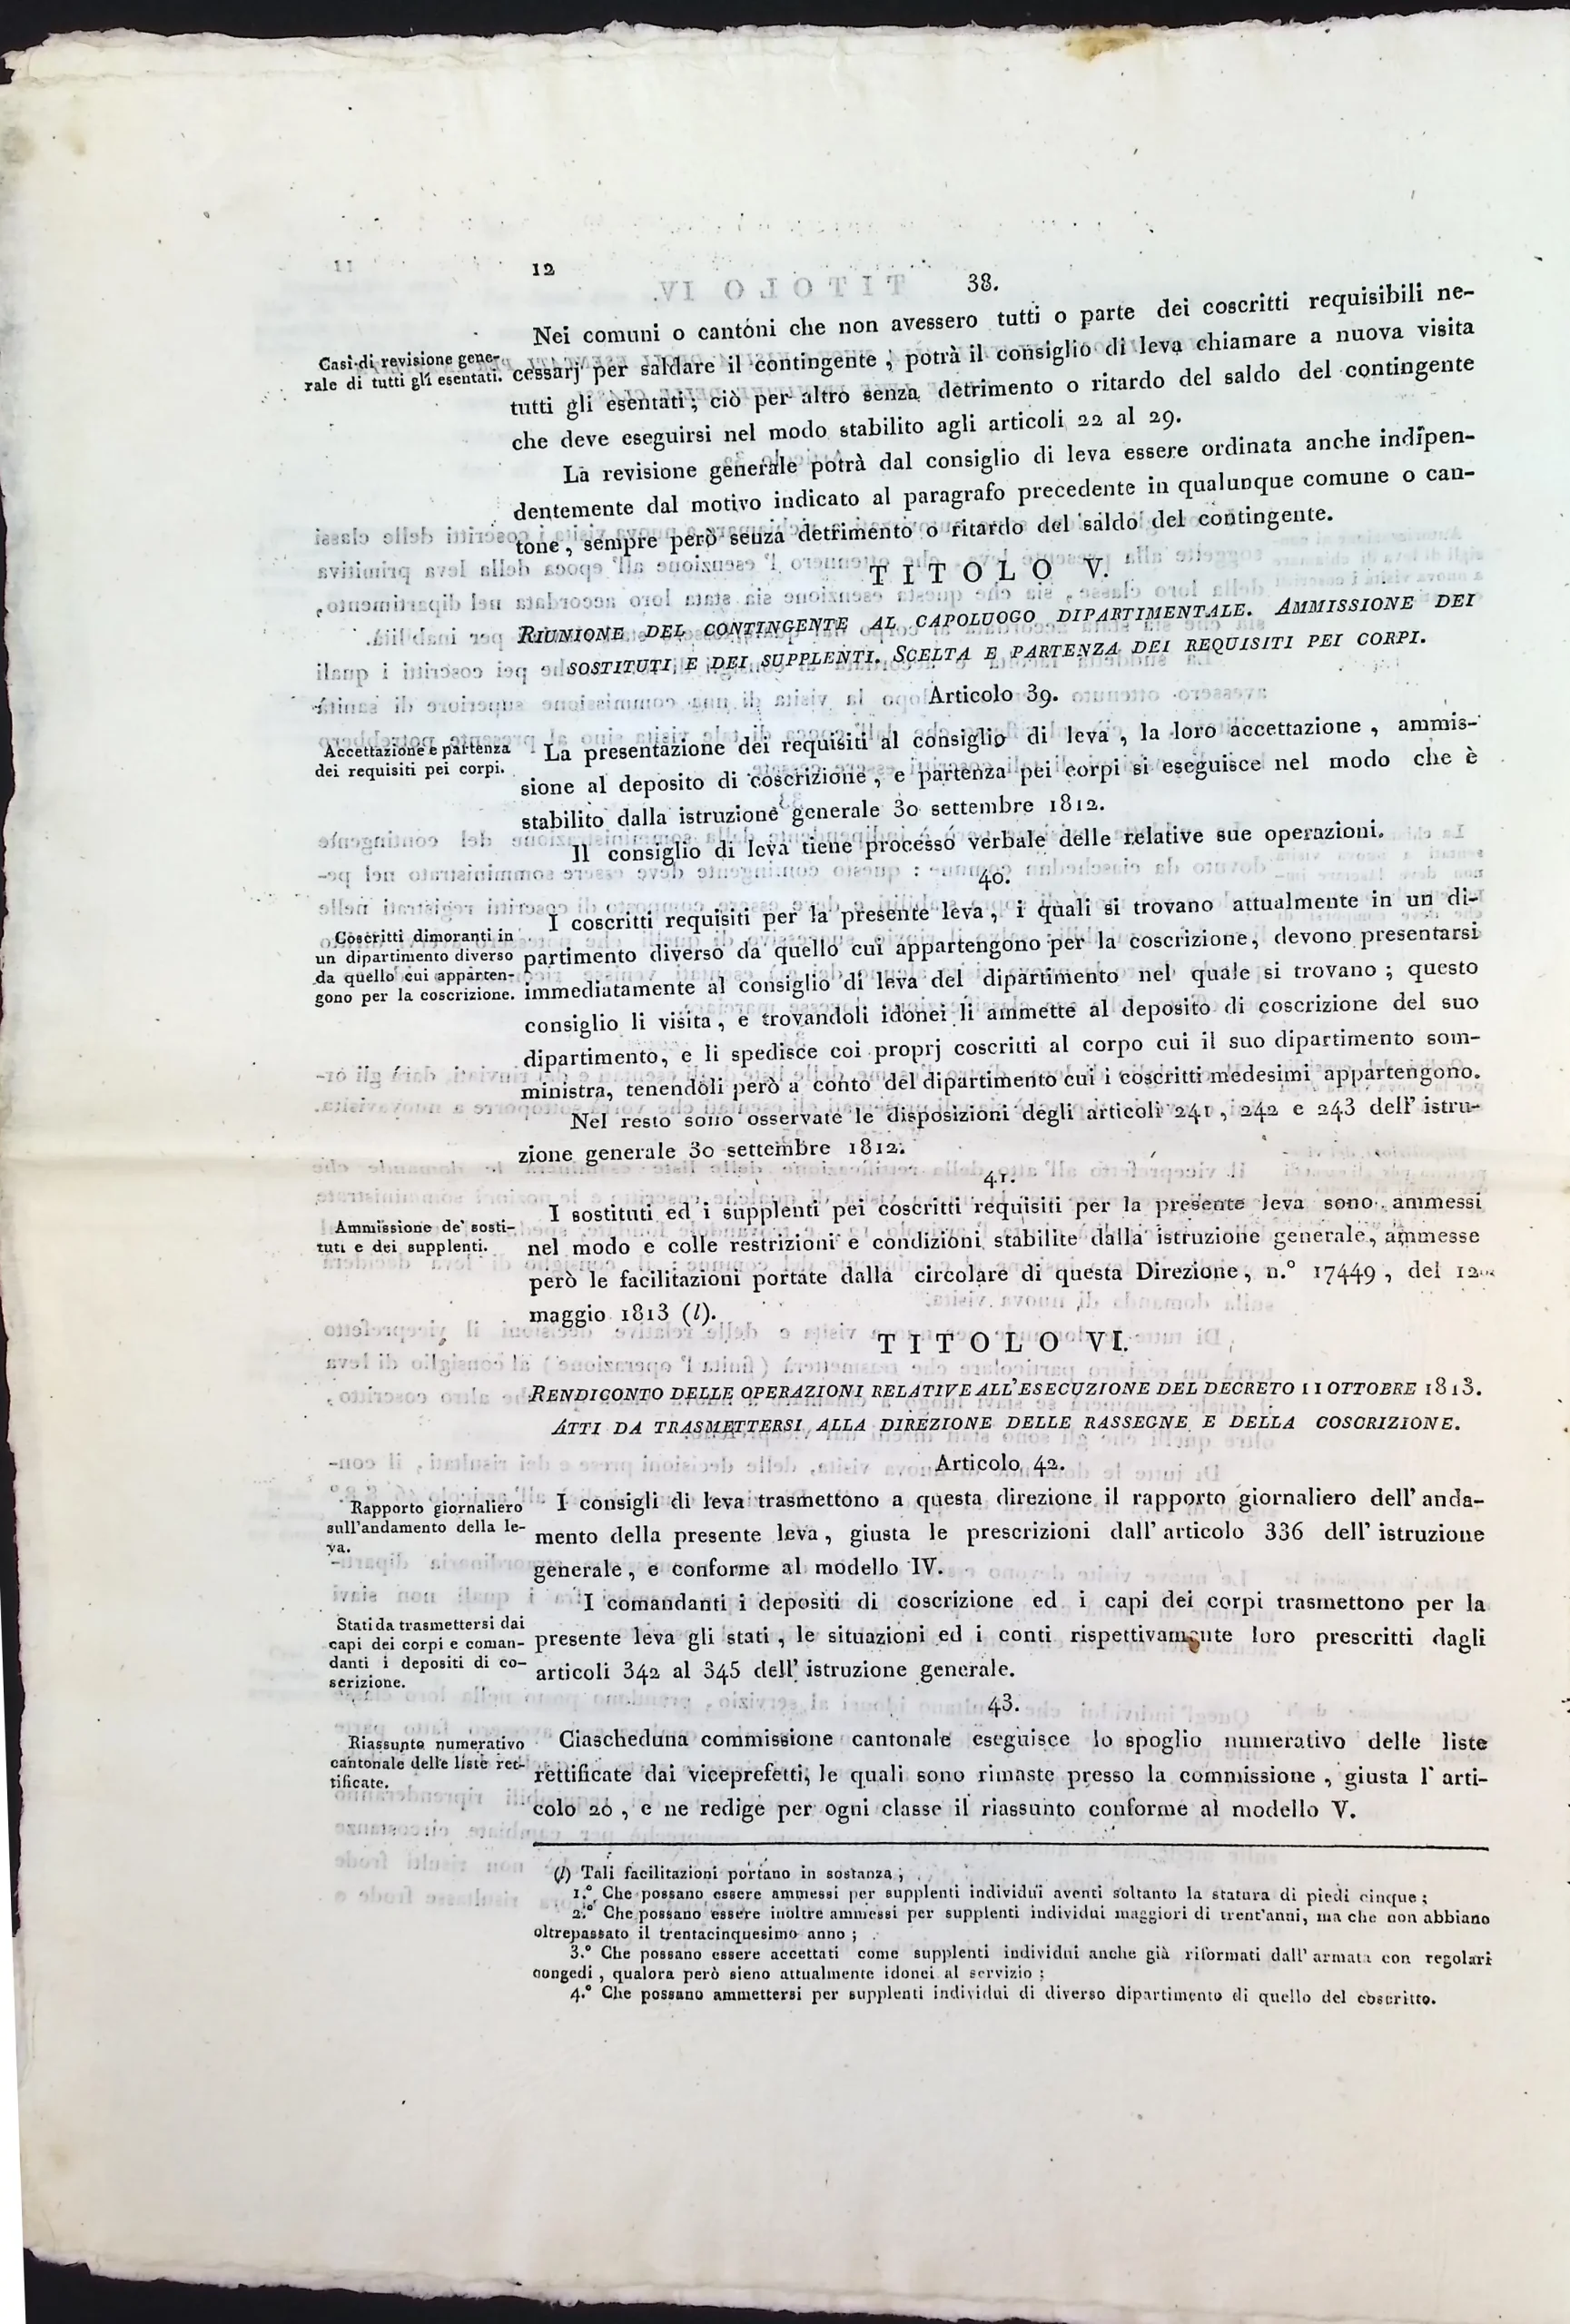 12
38.
Casi di revisione gene-
rale di tutti gli esentati.
Nei comuni o cantoni che non avessero tutti o parte dei coscritti requisibili ne-
cessarj per saldare il contingente, potrà il consiglio di leva chiamare a nuova visita
tutti gli esentati; ciò per altro senza detrimento o ritardo del saldo del contingente
che deve eseguirsi nel modo stabilito agli articoli 22 al 29.
La revisione generale potrà dal consiglio di leva essere ordinata anche indipen-
dentemente dal motivo indicato al paragrafo precedente in qualunque comune o can-
tone, sempre però senza detrimento o ritardo del saldo del contingente.
TITOLO V.
RIUNIONE DEL CONTINGENTE AL CAPOLUOGO DIPARTIMENTALE. AMMISSIONE DEI
SOSTITUTI E DEI SUPPLENTI. SCELTA E PARTENZA DEI REQUISITI PEI CORPI.
Articolo 39.
Accettazione e partenza
dei requisiti pei corpi.
La presentazione dei requisiti al consiglio di leva, la loro accettazione, ammis-
sione al deposito di coscrizione, e partenza pei corpi si eseguisce nel modo che è
stabilito dalla istruzione generale 30 settembre 1812.
Il consiglio di leva tiene processo verbale delle relative sue operazioni.
40.
Coscritti dimoranti in
un dipartimento diverso
da quello cui apparten-
gono per la coscrizione.
I coscritti requisiti per la presente leva, i quali si trovano attualmente in un di-
partimento diverso da quello cui appartengono per la coscrizione, devono presentarsi
immediatamente al consiglio di leva del dipartimento nel quale si trovano; questo
consiglio li visita, e trovandoli idonei li ammette al deposito di coscrizione del suo
dipartimento, e li spedisce coi proprj coscritti al corpo cui il suo dipartimento som-
ministra, tenendoli però a conto del dipartimento cui i coscritti medesimi appartengono.
Nel resto sono osservate le disposizioni degli articoli 241, 242 e 243 dell' istru-
zione generale 30 settembre 1812.
41.
Ammissione de' sosti-
tuti e dei supplenti.
I sostituti ed i supplenti pei coscritti requisiti per la presente leva sono ammessi
nel modo e colle restrizioni e condizioni stabilite dalla istruzione generale, ammesse
però le facilitazioni portate dalla circolare di questa Direzione, n.° 17449, del 12
maggio 1813 (l).
TITOLO VI.
RENDICONTO DELLE OPERAZIONI RELATIVE ALL'ESECUZIONE DEL DECRETO 11 OTTOBRE 1813.
ATTI DA TRASMETTERSI ALLA DIREZIONE DELLE RASSEGNE E DELLA COSCRIZIONE.
Articolo 42.
Rapporto giornaliero
sull'andamento della le-
va.
I consigli di leva trasmettono a questa direzione il rapporto giornaliero dell' anda-
mento della presente leva, giusta le prescrizioni dall' articolo 336 dell' istruzione
generale, e conforme al modello IV.
Stati da trasmettersi dai
capi dei corpi e coman-
danti i depositi di co-
scrizione.
I comandanti i depositi di coscrizione ed i capi dei corpi trasmettono per la
presente leva gli stati, le situazioni ed i conti rispettivamente loro prescritti dagli
articoli 342 al 345 dell' istruzione generale.
43.
Riassunto numerativo
cantonale delle liste ret-
tificate.
Ciascheduna commissione cantonale eseguisce lo spoglio numerativo delle liste
rettificate dai viceprefetti, le quali sono rimaste presso la commissione, giusta l' arti-
colo 20, e ne redige per ogni classe il riassunto conforme al modello V.
(l) Tali facilitazioni portano in sostanza;
1.° Che possano essere ammessi per supplenti individui aventi soltanto la statura di piedi cinque;
2.° Che possano essere inoltre ammessi per supplenti individui maggiori di trent'anni, ma che non abbiano
oltrepassato il trentacinquesimo anno;
3.° Che possano essere accettati come supplenti individui anche già riformati dall' armata con regolari
congedi, qualora però sieno attualmente idonei al servizio;
4.° Che possano ammettersi per supplenti individui di diverso dipartimento di quello del coscritto.